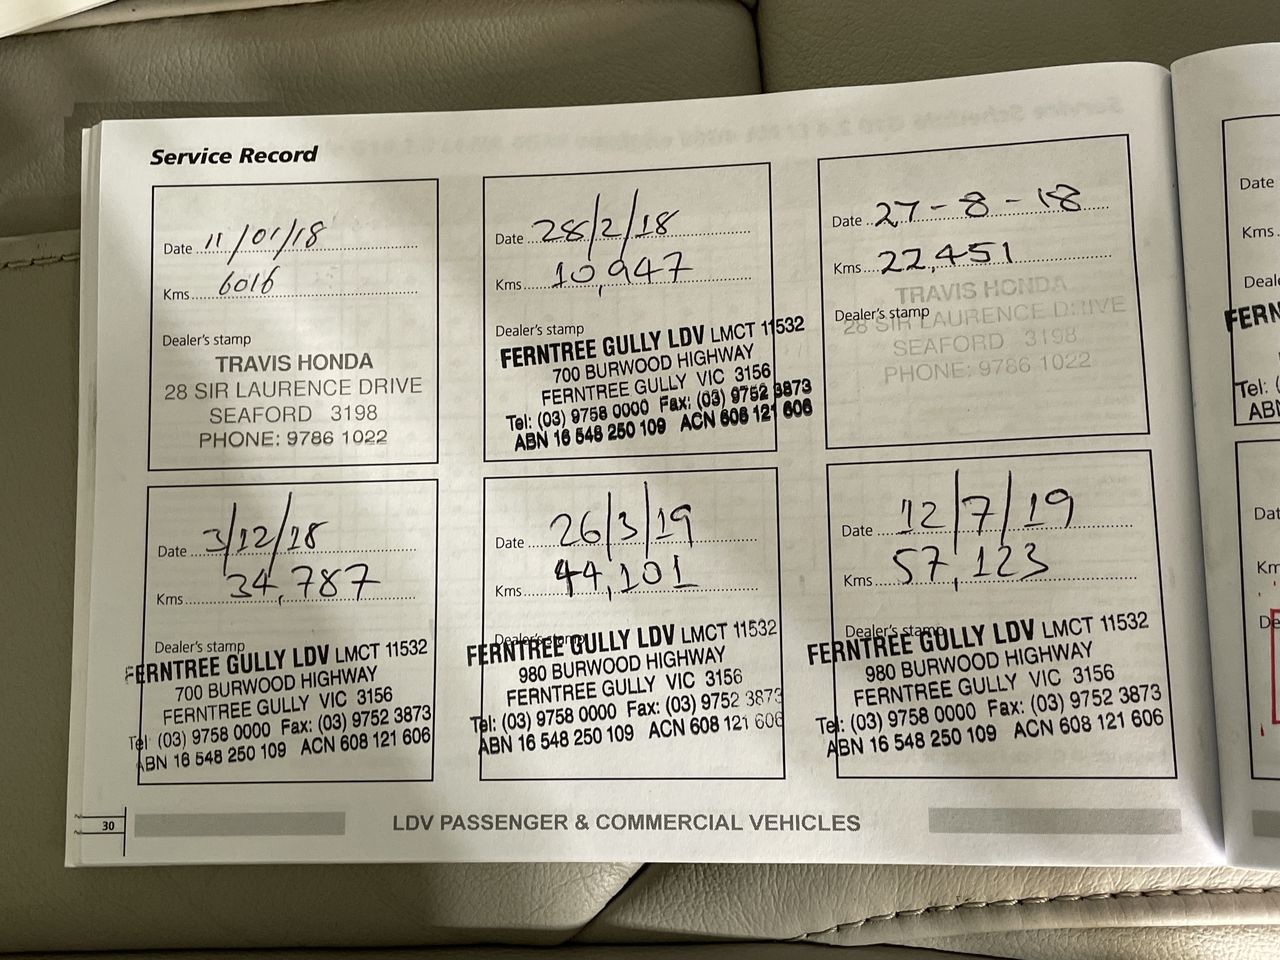 Service Record
Date 11/01/18
Kms 6016
Dealer's stamp
TRAVIS HONDA
28 SIR LAURENCE DRIVE
SEAFORD 3198
PHONE: 9786 1022
Date 28/2/18
Kms 10,947
Dealer's stamp
FERNTREE GULLY LDV LMCT 11532
700 BURWOOD HIGHWAY
FERNTREE GULLY VIC 3156
Tel: (03) 9758 0000 Fax: (03) 9752 3873
ABN 16 548 250 109 ACN 608 121 606
Date 27-8-18
Kms 22,451
Dealer's stamp
TRAVIS HONDA
28 SIR LAURENCE DRIVE
SEAFORD 3198
PHONE: 9786 1022
Date 3/12/18
Kms 34,787
Dealer's stamp
FERNTREE GULLY LDV LMCT 11532
700 BURWOOD HIGHWAY
FERNTREE GULLY VIC 3156
Tel: (03) 9758 0000 Fax: (03) 9752 3873
ABN 16 548 250 109 ACN 608 121 606
Date 26/3/19
Kms 44,101
Dealer's stamp
FERNTREE GULLY LDV LMCT 11532
980 BURWOOD HIGHWAY
FERNTREE GULLY VIC 3156
Tel: (03) 9758 0000 Fax: (03) 9752 3873
ABN 16 548 250 109 ACN 608 121 606
Date 12/7/19
Kms 57,123
Dealer's stamp
FERNTREE GULLY LDV LMCT 11532
980 BURWOOD HIGHWAY
FERNTREE GULLY VIC 3156
Tel: (03) 9758 0000 Fax: (03) 9752 3873
ABN 16 548 250 109 ACN 608 121 606
30
LDV PASSENGER & COMMERCIAL VEHICLES
Date
Kms
Tel: